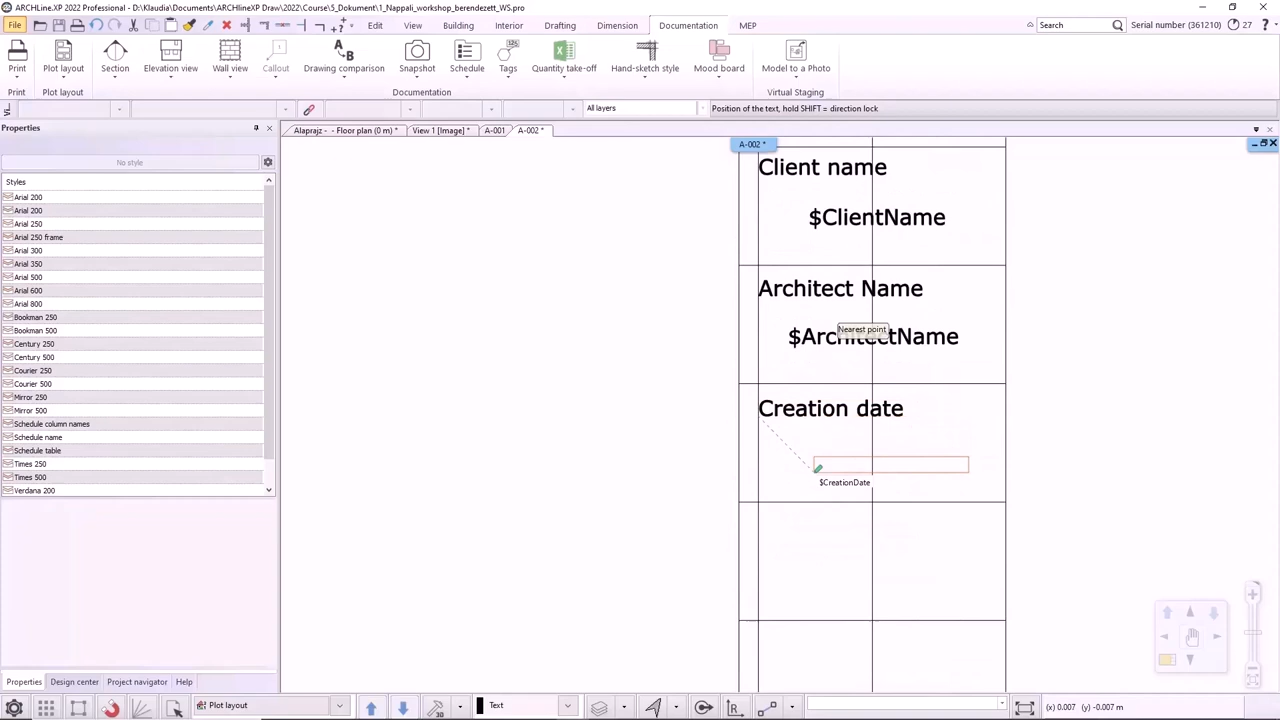 ARCHLine.XP 2022 Professional - D:\Klaudia\Documents\ARCHlineXP Draw\2022\Course\5_Dokument\1_Nappali_workshop_berendezett_WS.pro
File
Edit
View
Building
Interior
Drafting
Dimension
Documentation
MEP
Search
Serial number (361210)
27
Print
Plot layout
Section
Elevation view
Wall view
Callout
Drawing comparison
Snapshot
Schedule
Tags
Quantity take-off
Hand-sketch style
Mood board
Model to a Photo
Print
Plot layout
Documentation
Virtual Staging
All layers
Position of the text, hold SHIFT = direction lock
Properties
Alaprajz - - Floor plan (0 m) *
View 1 [Image] *
A-001
A-002 *
A-002 *
No style
Styles
Arial 200
Arial 200
Arial 250
Arial 250 frame
Arial 300
Arial 350
Arial 500
Arial 600
Arial 800
Bookman 250
Bookman 500
Century 250
Century 500
Courier 250
Courier 500
Mirror 250
Mirror 500
Schedule column names
Schedule name
Schedule table
Times 250
Times 500
Verdana 200
Client name
$ClientName
Architect Name
Nearest point
$ArchitectName
Creation date
$CreationDate
Properties
Design center
Project navigator
Help
Plot layout
Text
(x) 0.007 (y) -0.007 m